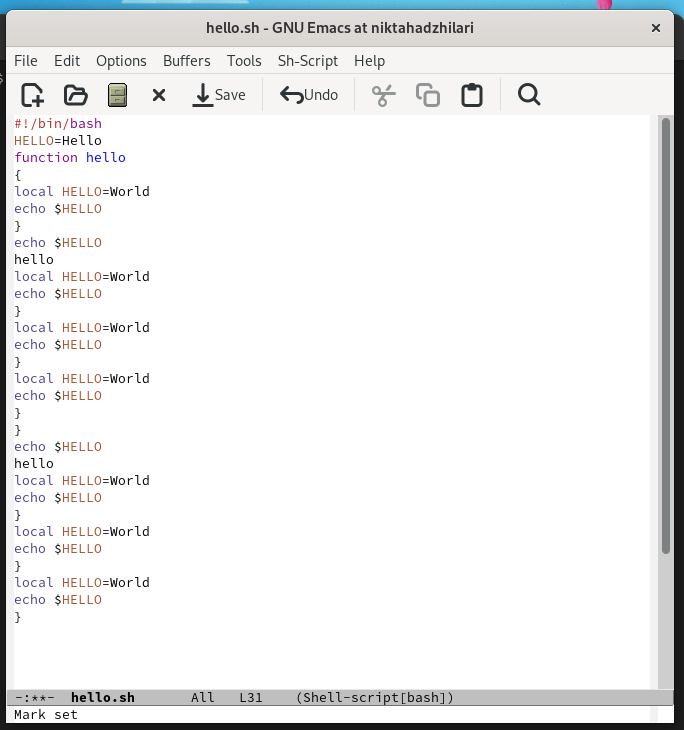 hello.sh - GNU Emacs at niktahadzhilari
File Edit Options Buffers Tools Sh-Script Help
Save Undo
#!/bin/bash
HELLO=Hello
function hello
{
local HELLO=World
echo $HELLO
}
echo $HELLO
hello
local HELLO=World
echo $HELLO
}
local HELLO=World
echo $HELLO
}
local HELLO=World
echo $HELLO
}
}
echo $HELLO
hello
local HELLO=World
echo $HELLO
}
local HELLO=World
echo $HELLO
}
local HELLO=World
echo $HELLO
}
-:**- hello.sh All L31 (Shell-script[bash])
Mark set